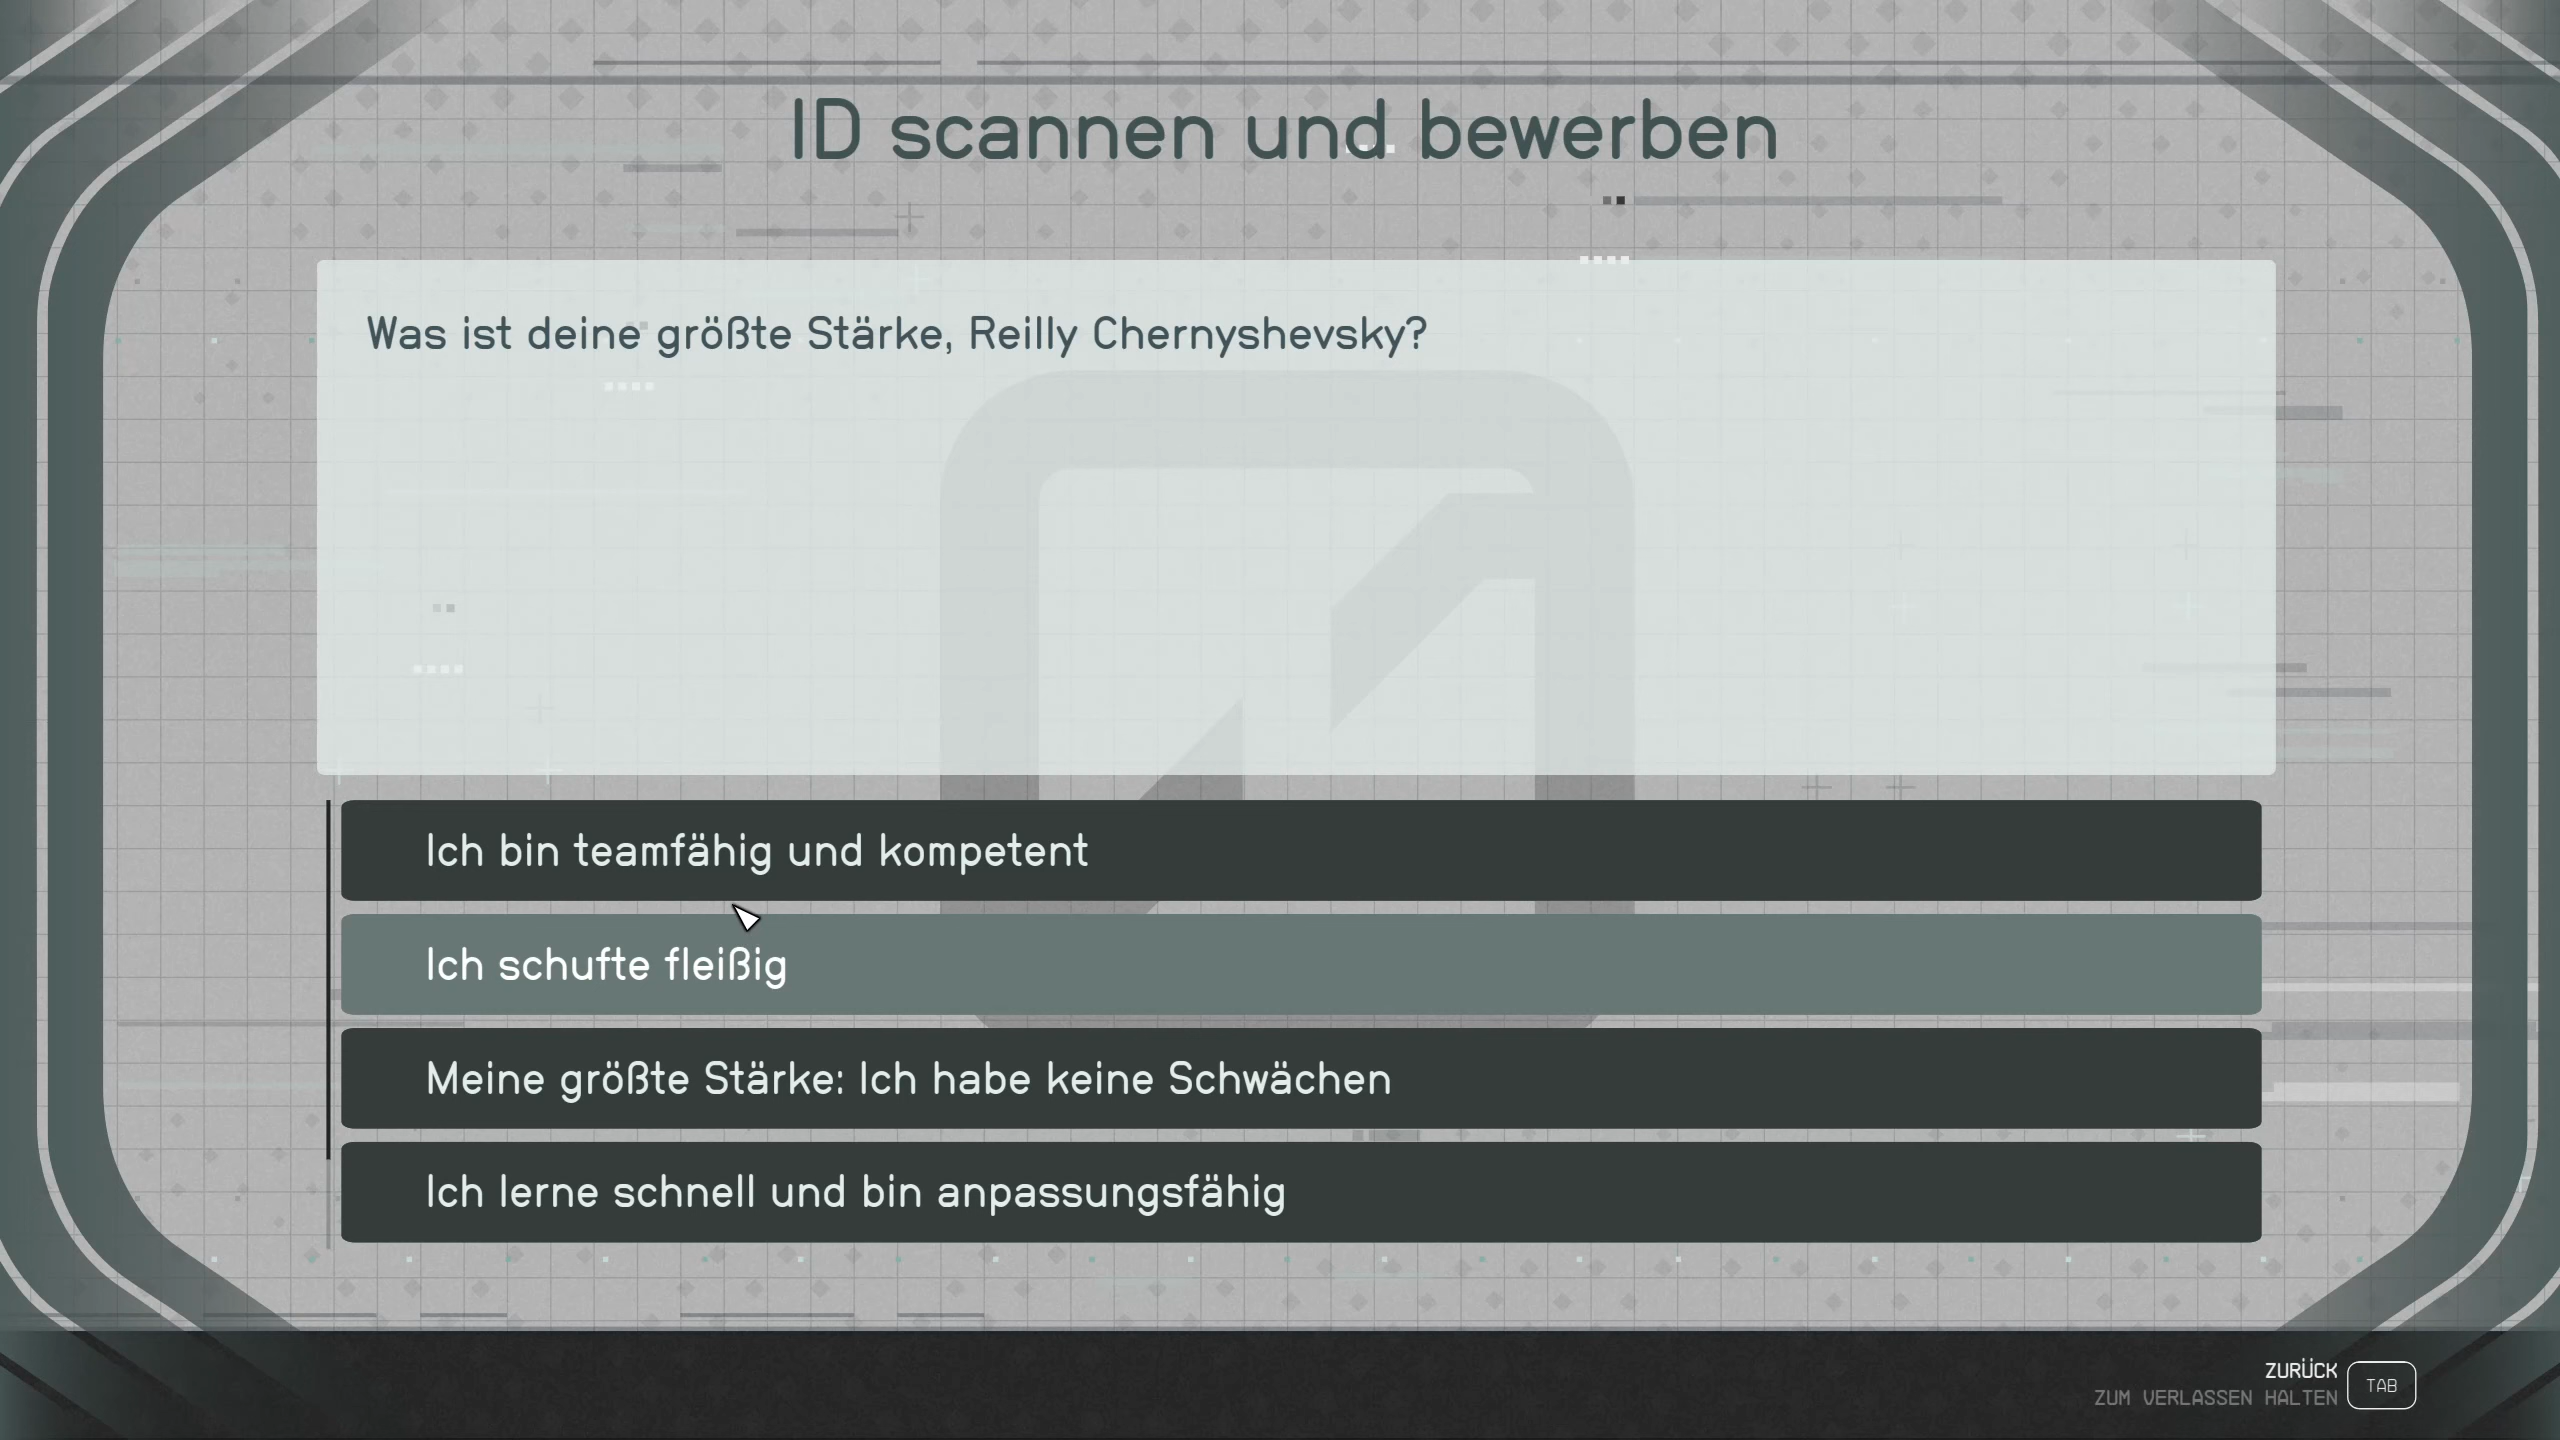 ID scannen und bewerben
Was ist deine größte Stärke, Reilly Chernyshevsky?
Ich bin teamfähig und kompetent
Ich schufte fleißig
Meine größte Stärke: Ich habe keine Schwächen
Ich lerne schnell und bin anpassungsfähig
ZURÜCK
ZUM VERLASSEN HALTEN
TAB